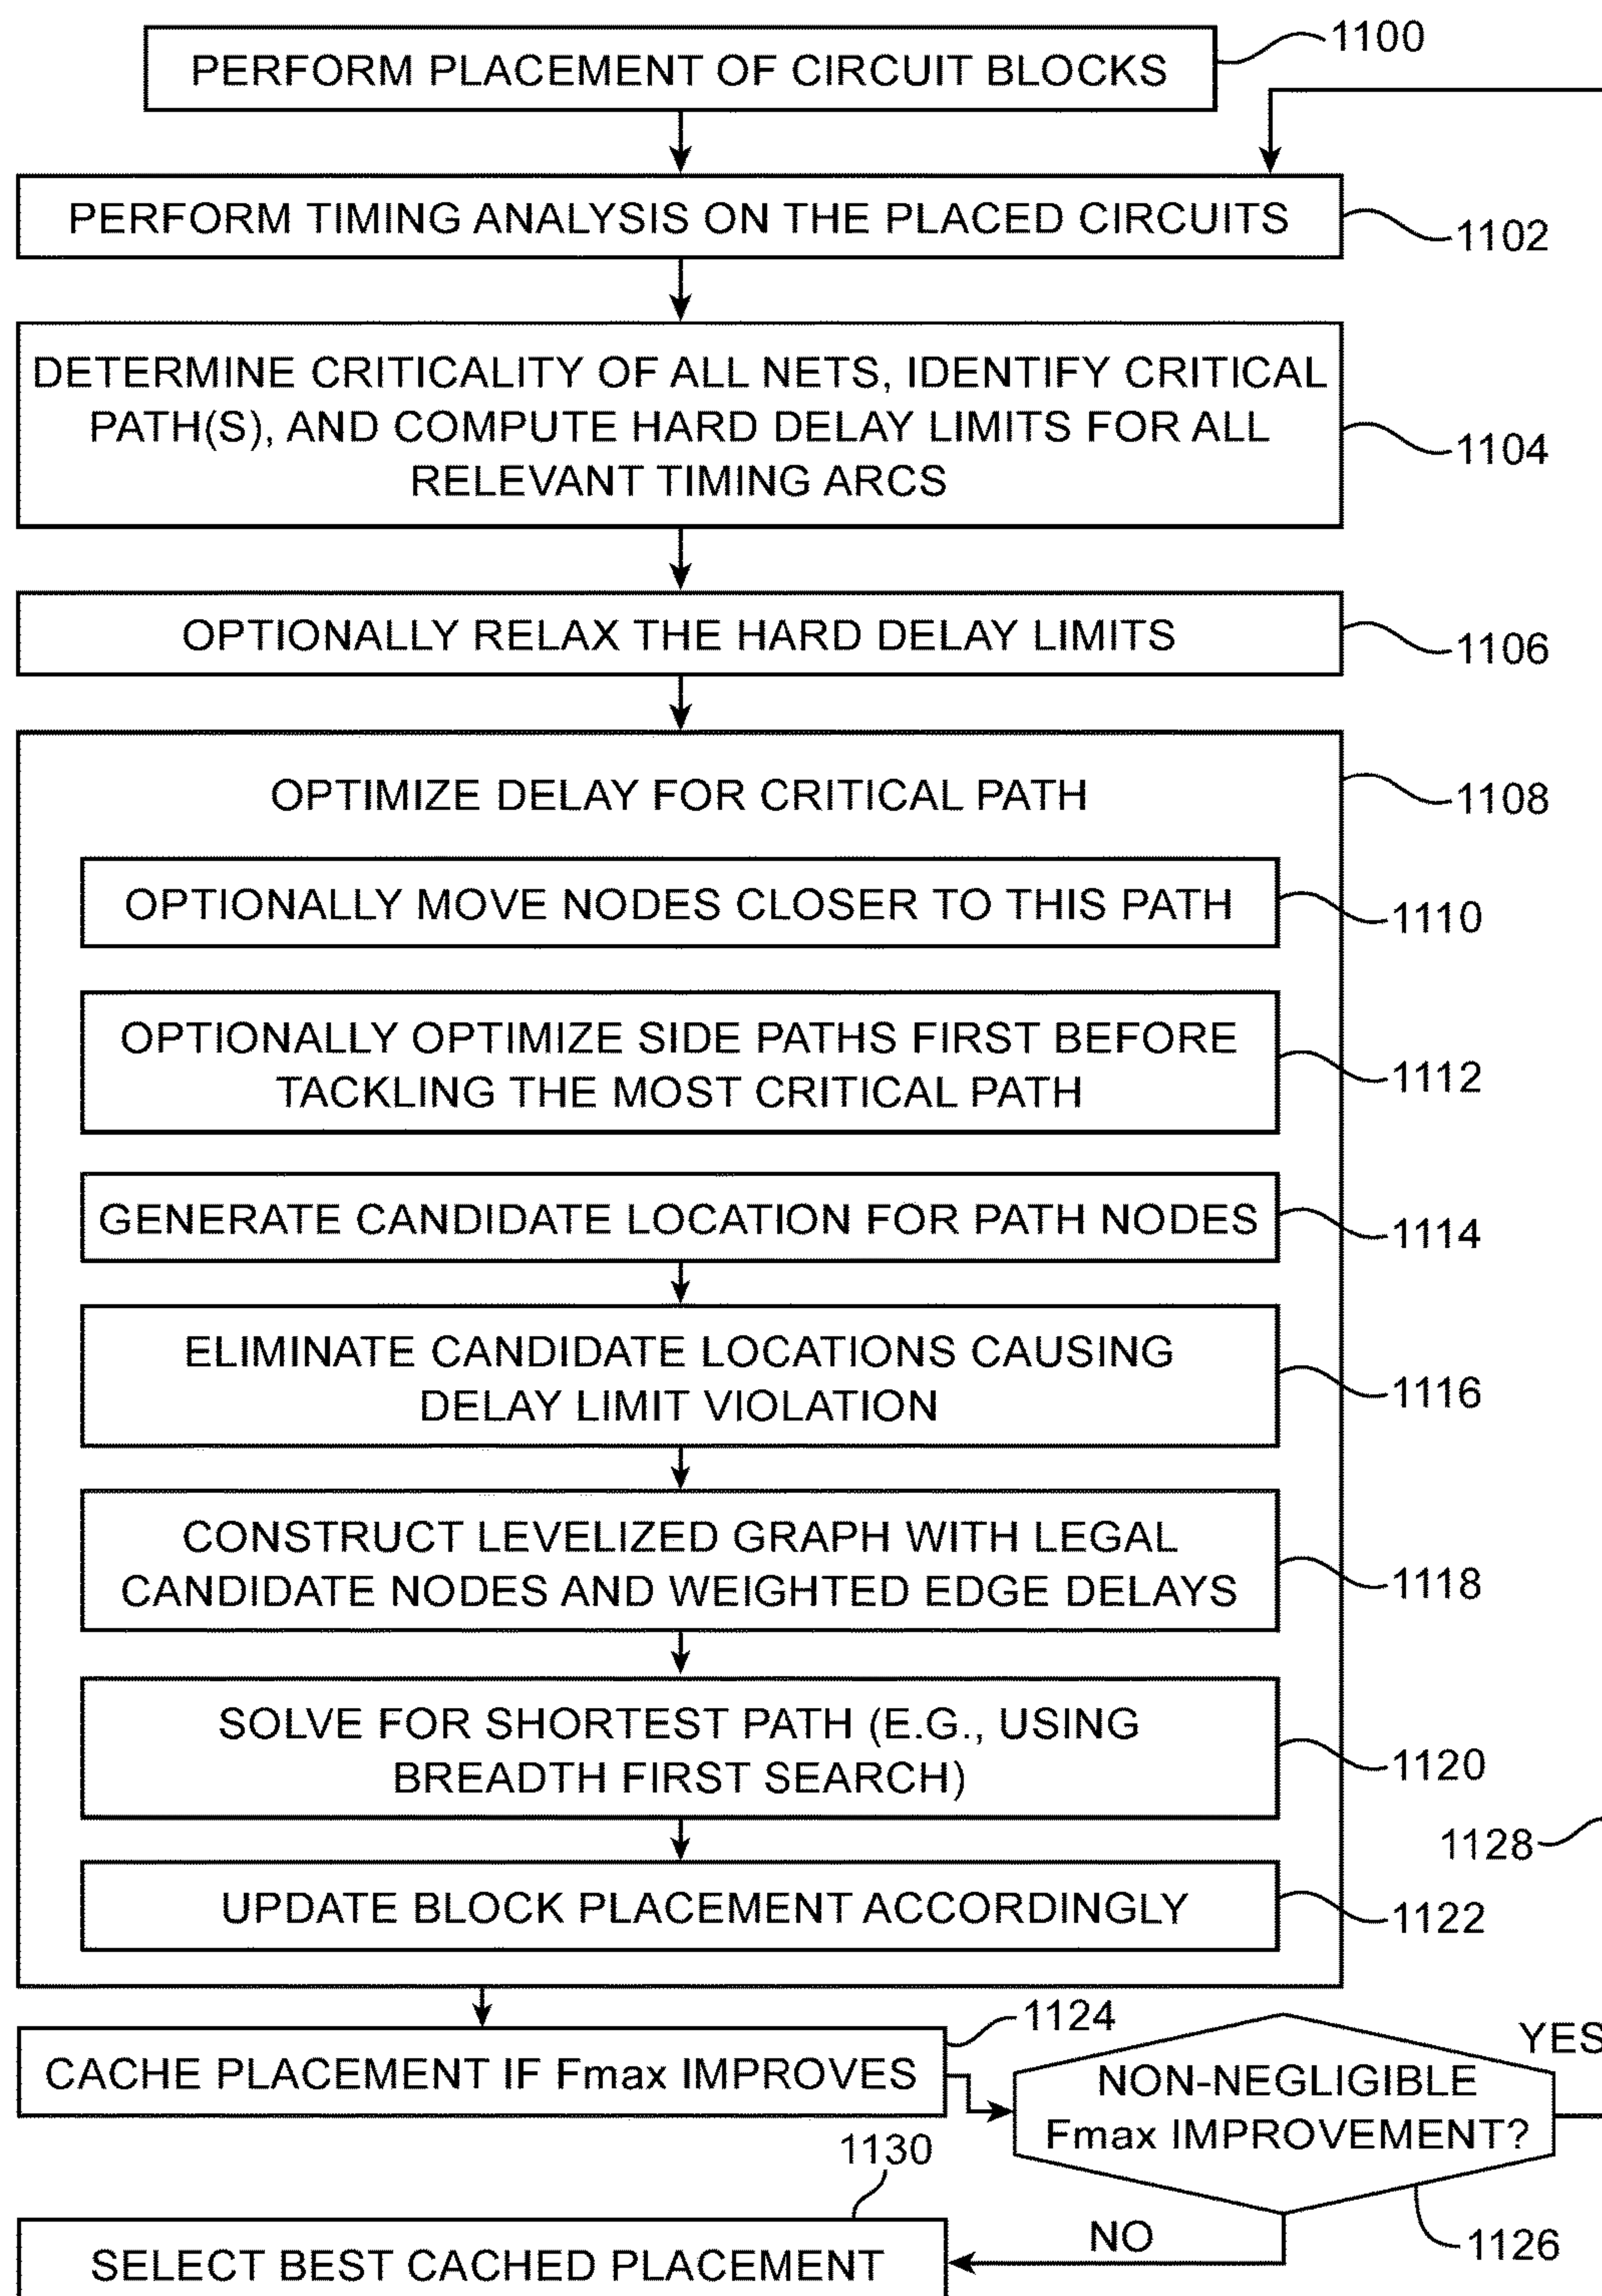 PERFORM PLACEMENT OF CIRCUIT BLOCKS
1100
PERFORM TIMING ANALYSIS ON THE PLACED CIRCUITS
1102
DETERMINE CRITICALITY OF ALL NETS, IDENTIFY CRITICAL
PATH(S), AND COMPUTE HARD DELAY LIMITS FOR ALL
RELEVANT TIMING ARCS
1104
OPTIONALLY RELAX THE HARD DELAY LIMITS
1106
OPTIMIZE DELAY FOR CRITICAL PATH
1108
OPTIONALLY MOVE NODES CLOSER TO THIS PATH
1110
OPTIONALLY OPTIMIZE SIDE PATHS FIRST BEFORE
TACKLING THE MOST CRITICAL PATH
1112
GENERATE CANDIDATE LOCATION FOR PATH NODES
1114
ELIMINATE CANDIDATE LOCATIONS CAUSING
DELAY LIMIT VIOLATION
1116
CONSTRUCT LEVELIZED GRAPH WITH LEGAL
CANDIDATE NODES AND WEIGHTED EDGE DELAYS
1118
SOLVE FOR SHORTEST PATH (E.G., USING
BREADTH FIRST SEARCH)
1120
1128
UPDATE BLOCK PLACEMENT ACCORDINGLY
1122
CACHE PLACEMENT IF Fmax IMPROVES
1124
NON-NEGLIGIBLE
Fmax IMPROVEMENT?
YES
1126
NO
1130
SELECT BEST CACHED PLACEMENT